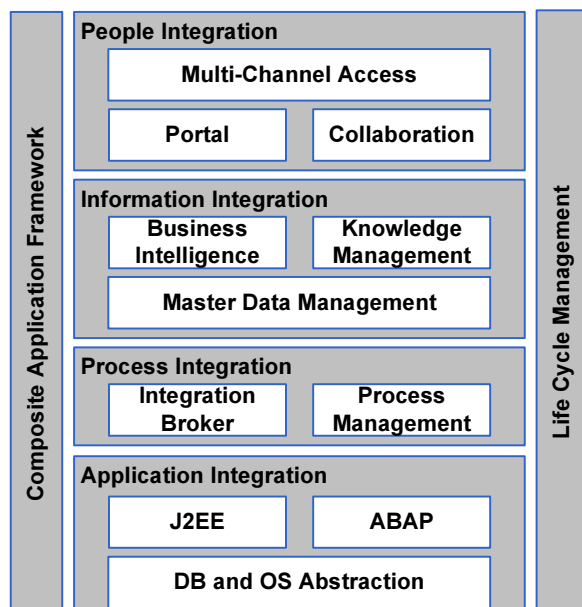 Composite Application Framework
People Integration
Multi-Channel Access
Portal
Collaboration
Information Integration
Business
Intelligence
Knowledge
Management
Master Data Management
Process Integration
Integration
Broker
Process
Management
Application Integration
J2EE
ABAP
DB and OS Abstraction
Life Cycle Management